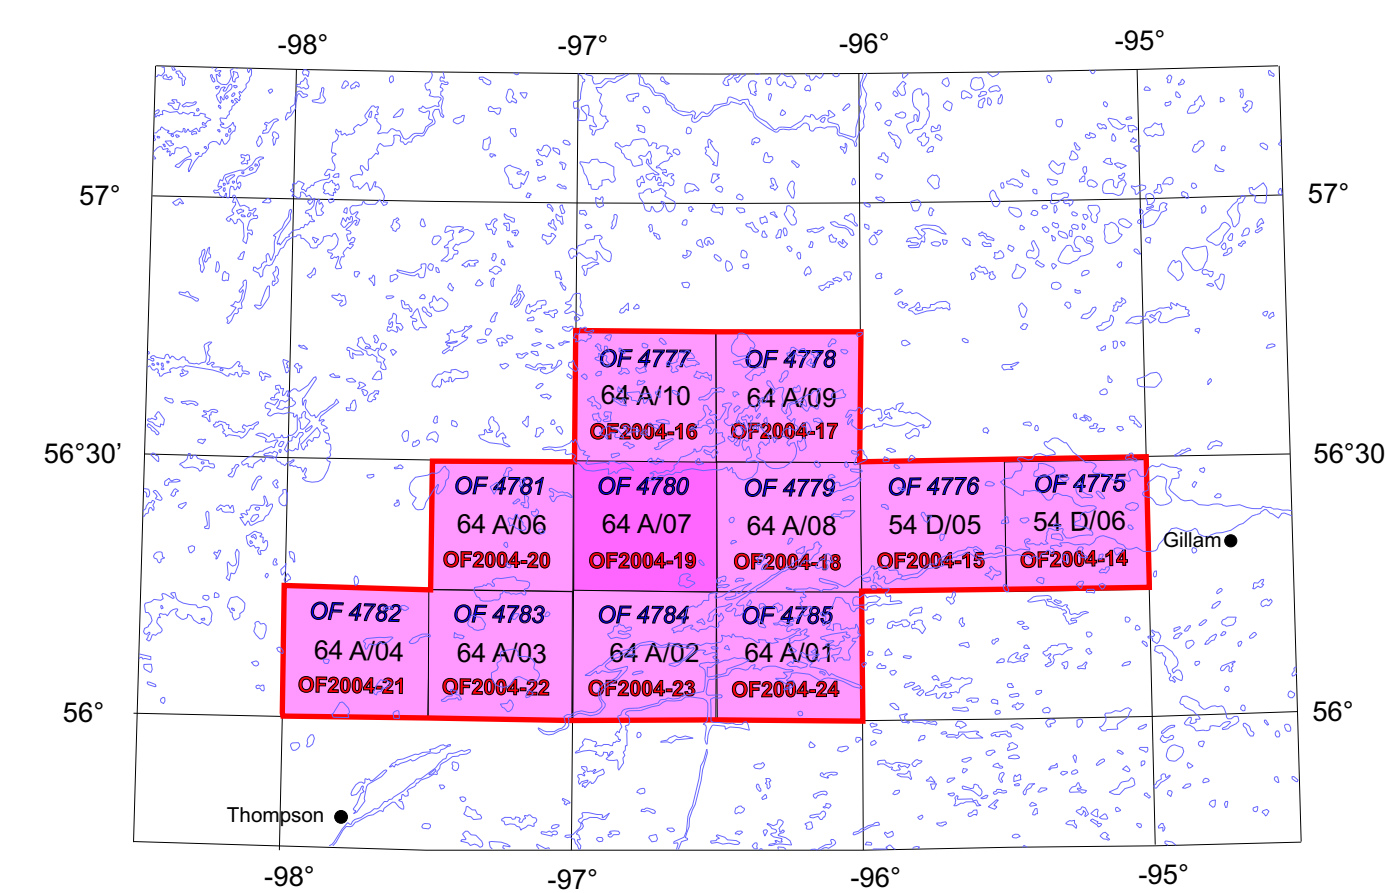 -98°
-97°
-96°
-95°
57°
57°
OF 4777
64 A/10
OF2004-16
OF 4778
64 A/09
OF2004-17
56°30’
56°30
OF 4781
64 A/06
OF2004-20
OF 4780
64 A/07
OF2004-19
OF 4779
64 A/08
OF2004-18
OF 4776
54 D/05
OF2004-15
OF 4775
54 D/06
OF2004-14
Gillam
OF 4782
64 A/04
OF2004-21
OF 4783
64 A/03
OF2004-22
OF 4784
64 A/02
OF2004-23
OF 4785
64 A/01
OF2004-24
56°
56°
Thompson
-98°
-97°
-96°
-95°